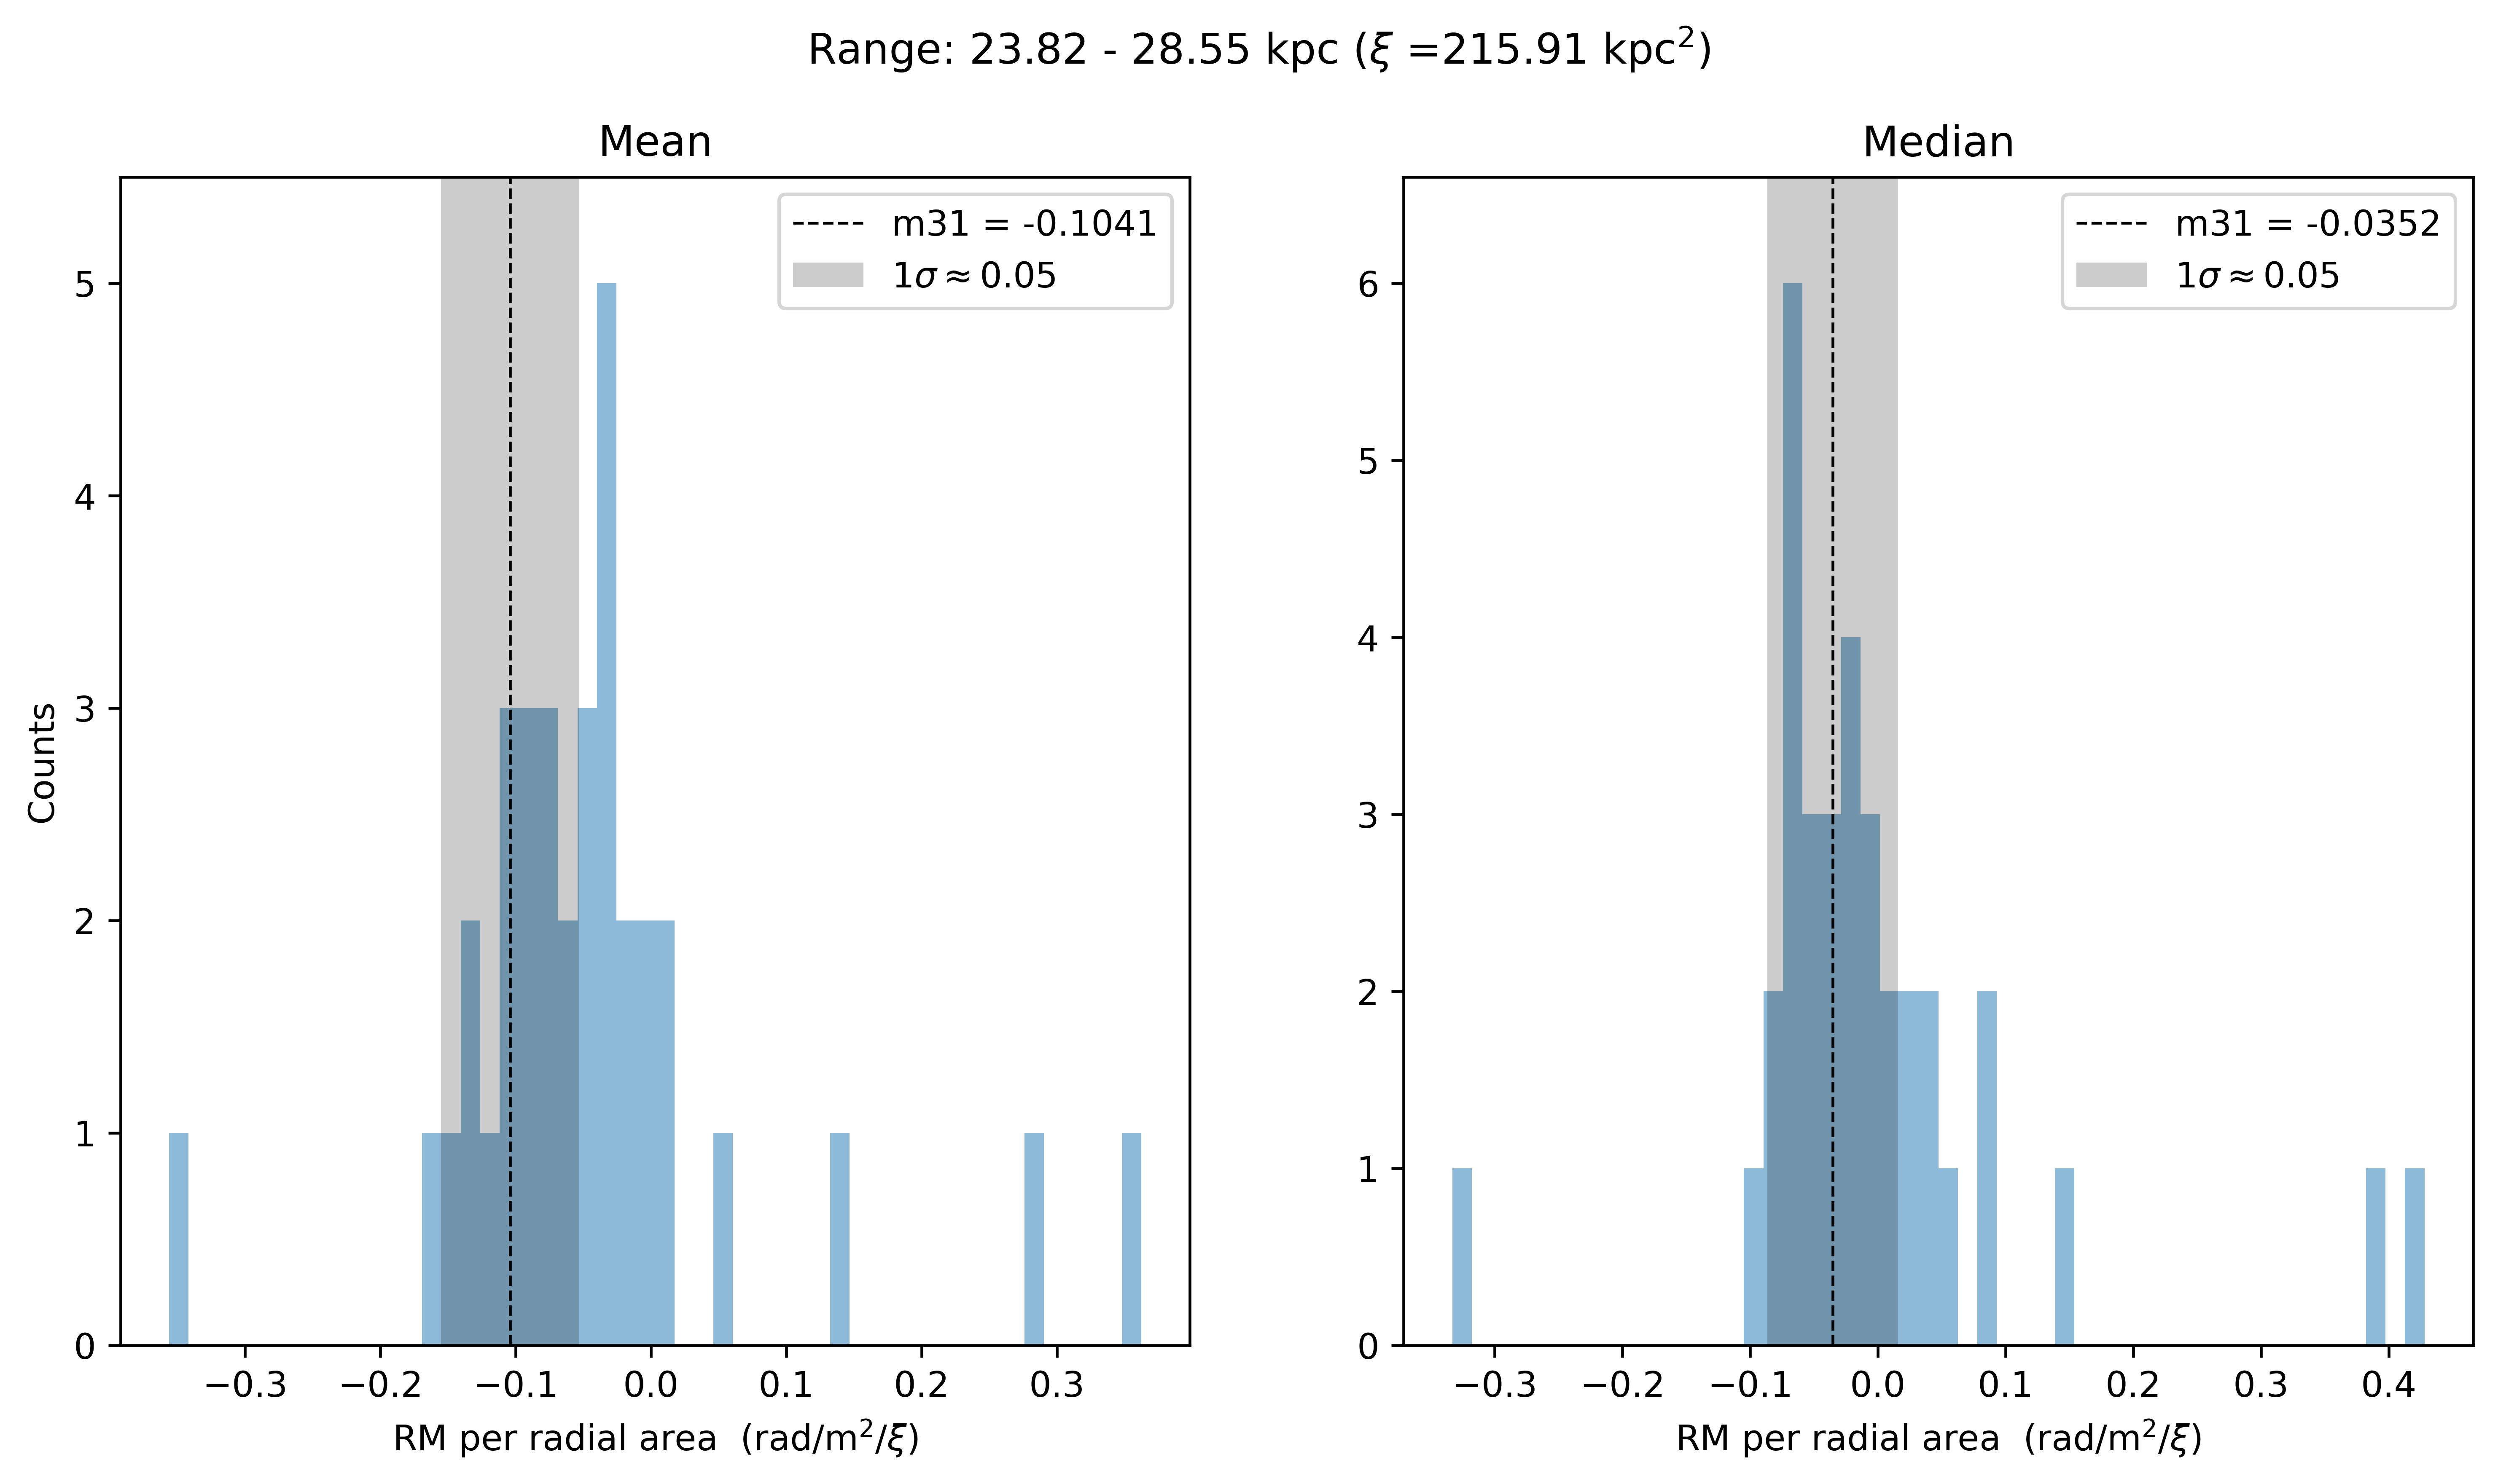 Range: 23.82 - 28.55 kpc (ξ =215.91 kpc²)
Mean
m31 = -0.1041
1σ ≈ 0.05
5
4
3
2
1
0
Counts
−0.3 −0.2 −0.1 0.0 0.1 0.2 0.3
RM per radial area (rad/m²/ξ)
Median
m31 = -0.0352
1σ ≈ 0.05
6
5
4
3
2
1
0
−0.3 −0.2 −0.1 0.0 0.1 0.2 0.3 0.4
RM per radial area (rad/m²/ξ)